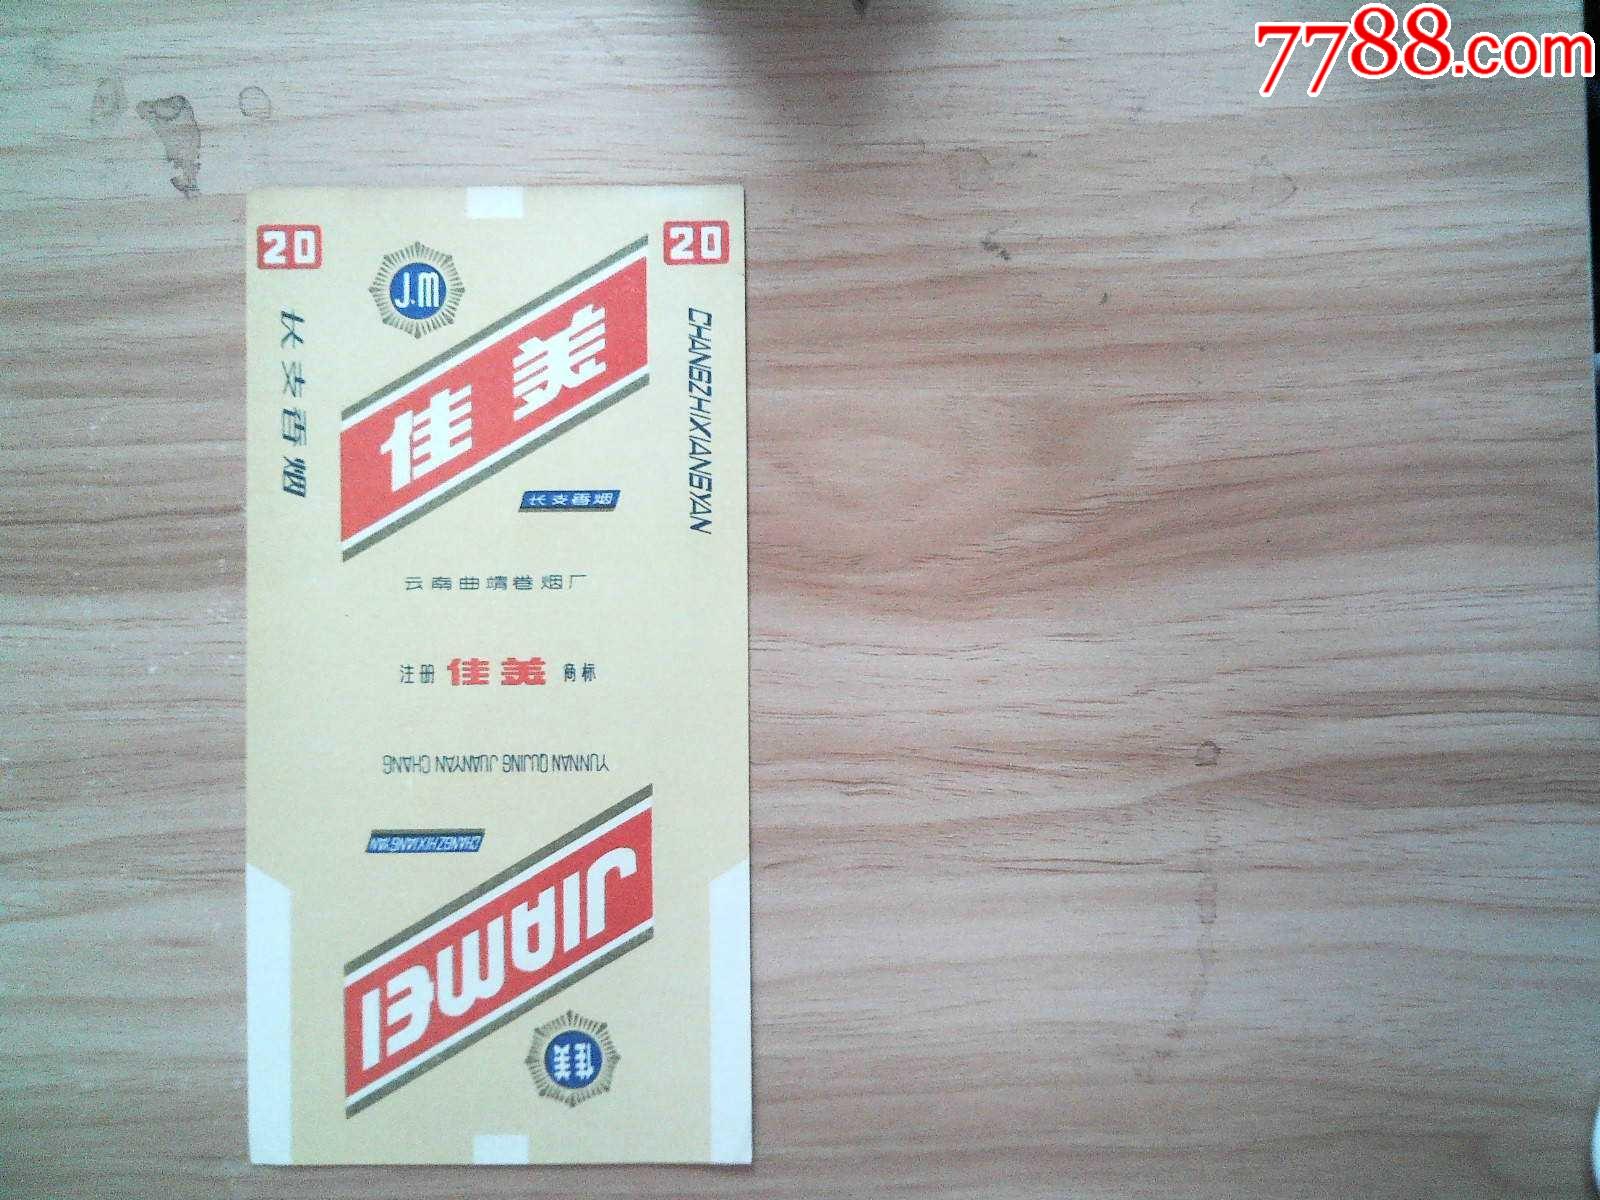 7788.com
20
20
J.M
佳美
长支香烟
长支香烟
CHANGZHIXIANGYAN
云南曲靖卷烟厂
注册 佳美 商标
YUNNAN QUJING JUANYAN CHANG
CHANGZHIXIANGYAN
JIAMEI
佳美